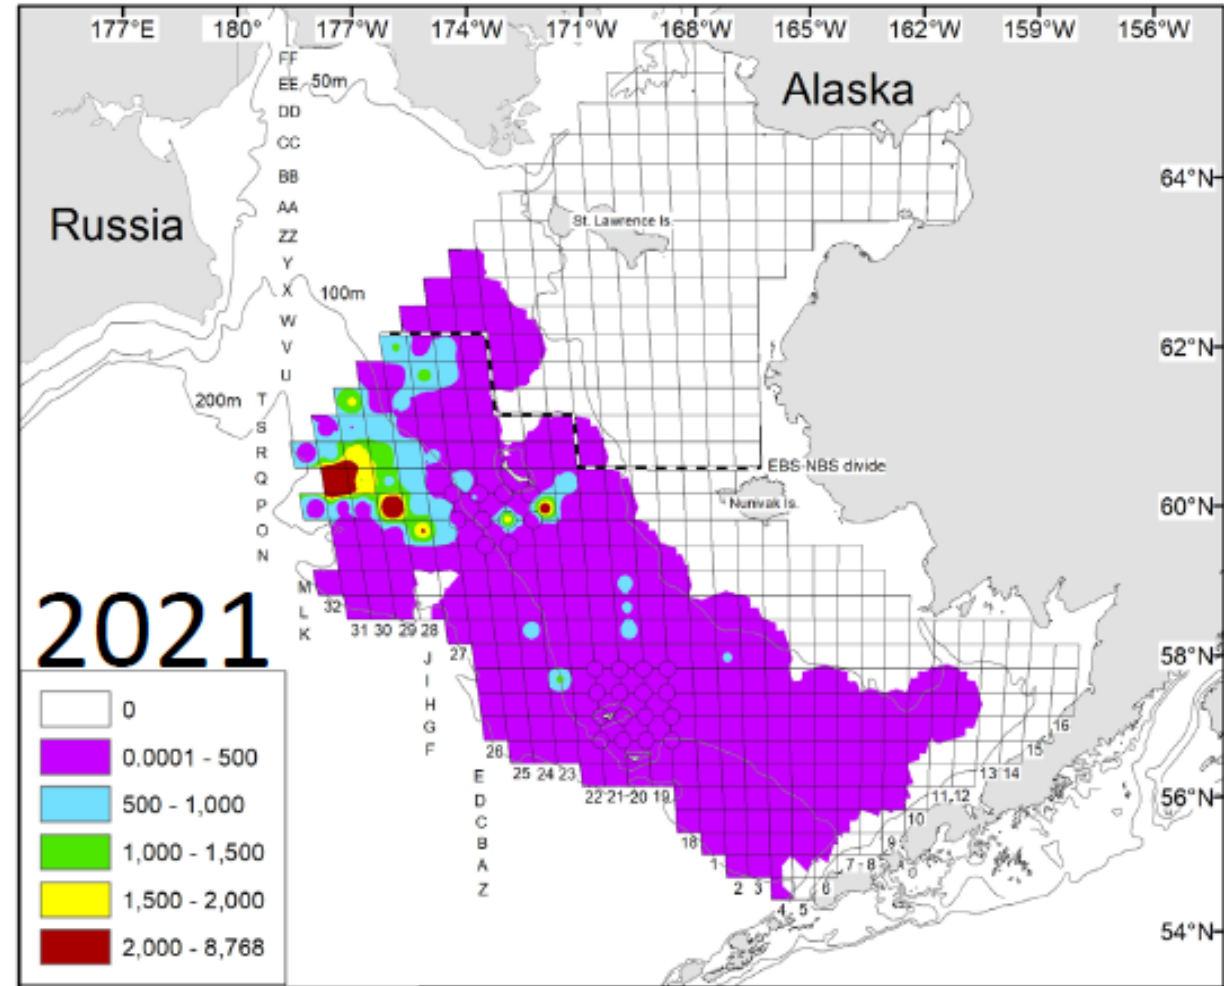 177°E 180° 177°W 174°W 171°W 168°W 165°W 162°W 159°W 156°W
FF
EE 50m
Alaska
DD
CC
BB
64°N
AA
Russia
St. Lawrence Is.
ZZ
Y
X
100m
W
V
62°N
U
200m
T
S
R
EBS-NBS divide
Q
P
Nunivak Is.
60°N
O
N
M
32
L
K
31 30 29 28
27
58°N
J
I
H
G
F
26
25 24 23
22 21 20 19
18
1
2 3
4 5
6
7 8
9
10
11 12
13 14
15
16
E
D
C
B
A
Z
56°N
54°N
2021
0
0.0001 - 500
500 - 1,000
1,000 - 1,500
1,500 - 2,000
2,000 - 8,768